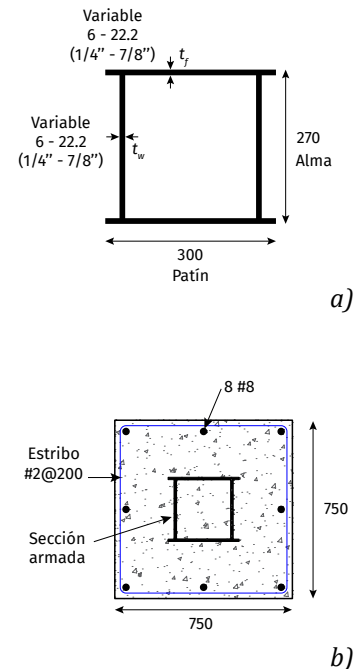 Variable
6 - 22.2
(1/4’’ - 7/8’’)
t_f
Variable
6 - 22.2
(1/4’’ - 7/8’’)
t_w
270
Alma
300
Patín
a)
8 #8
Estribo
#2@200
750
Sección
armada
750
b)